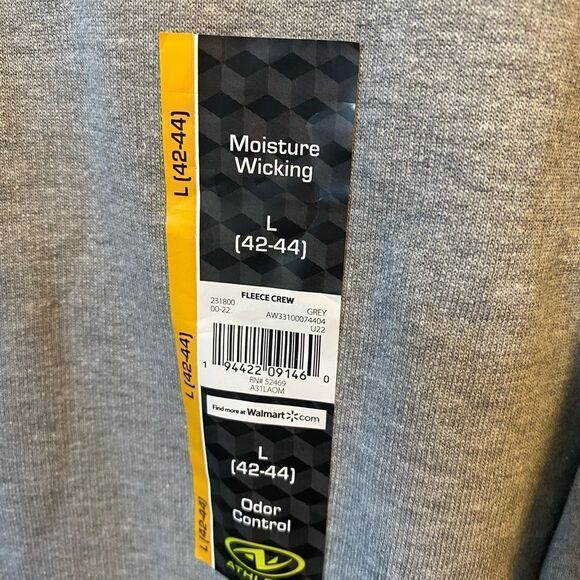 L (42-44)
Moisture
Wicking
L
(42-44)
FLEECE CREW
231800
00-22
GREY
AW33100074404
U22
1 94422 09146 0
RN# 52469
A31LAOM
L (42-44)
Find more at Walmart.com
L
(42-44)
Odor
Control
L (42-44)